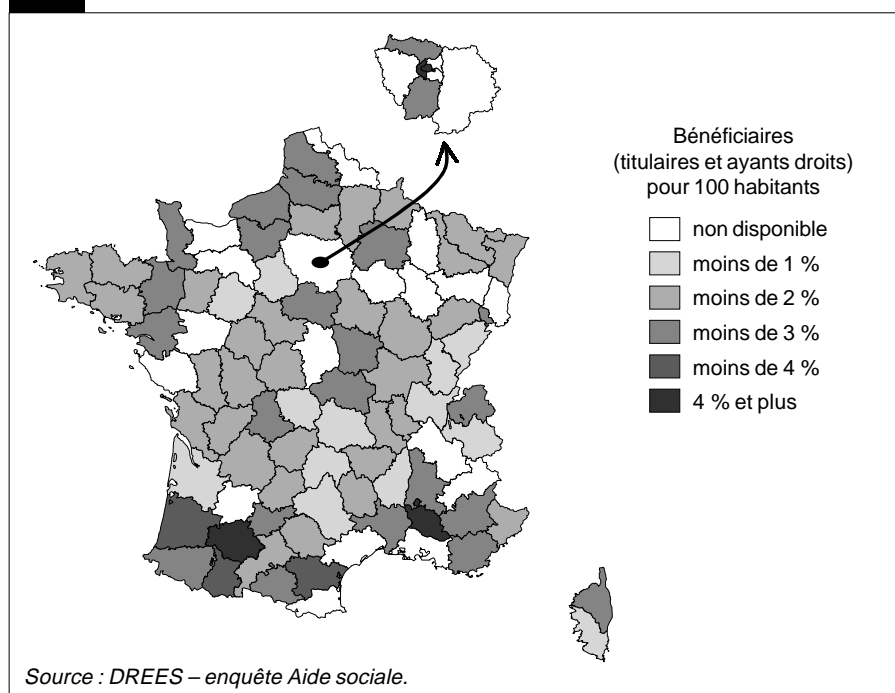 Bénéficiaires
(titulaires et ayants droits)
pour 100 habitants
non disponible
moins de 1 %
moins de 2 %
moins de 3 %
moins de 4 %
4 % et plus
Source : DREES – enquête Aide sociale.